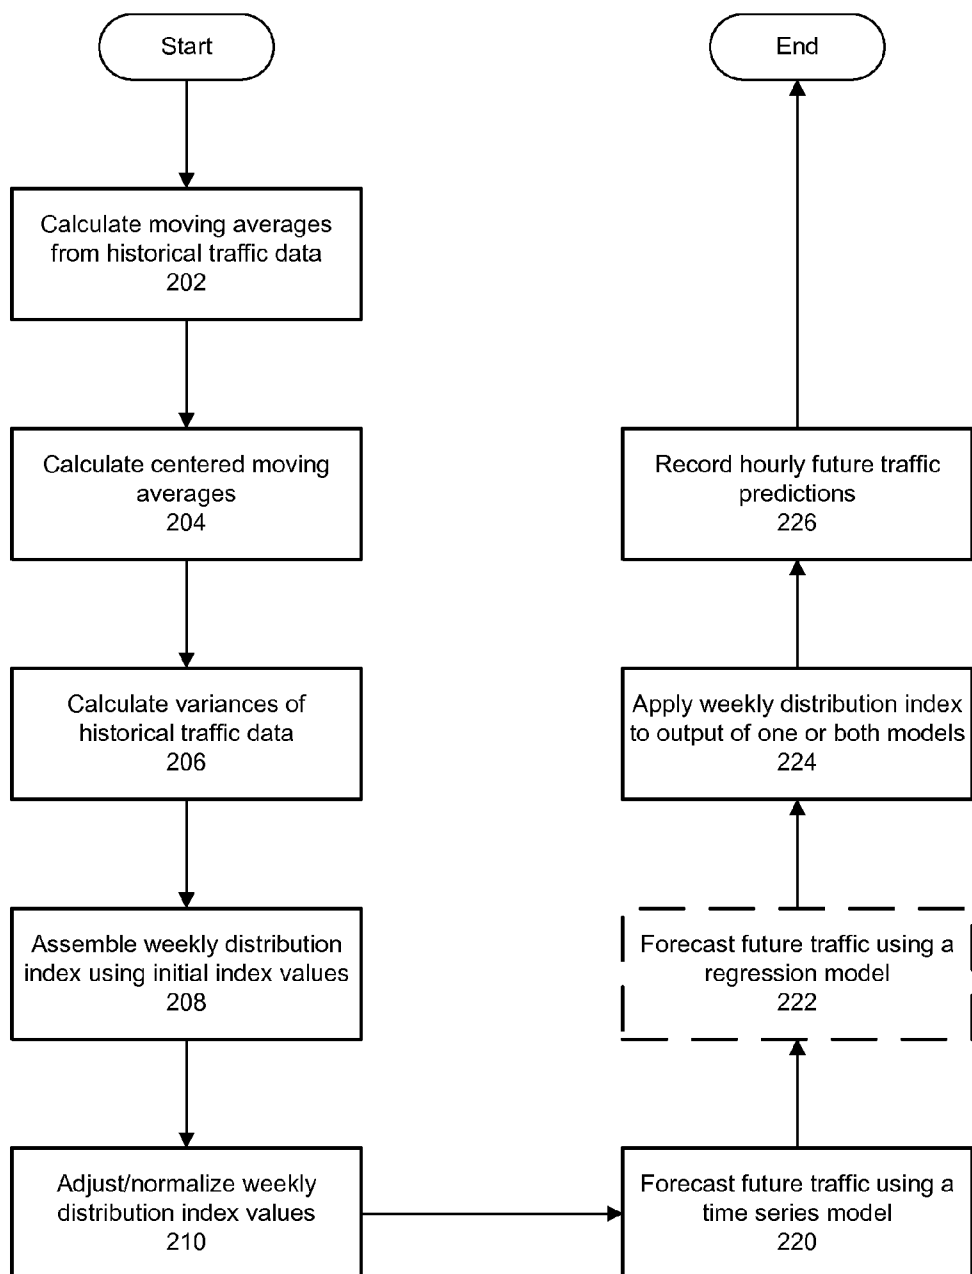 Start
Calculate moving averages
from historical traffic data
202
Calculate centered moving
averages
204
Calculate variances of
historical traffic data
206
Assemble weekly distribution
index using initial index values
208
Adjust/normalize weekly
distribution index values
210
Forecast future traffic using a
time series model
220
Forecast future traffic using a
regression model
222
Apply weekly distribution index
to output of one or both models
224
Record hourly future traffic
predictions
226
End